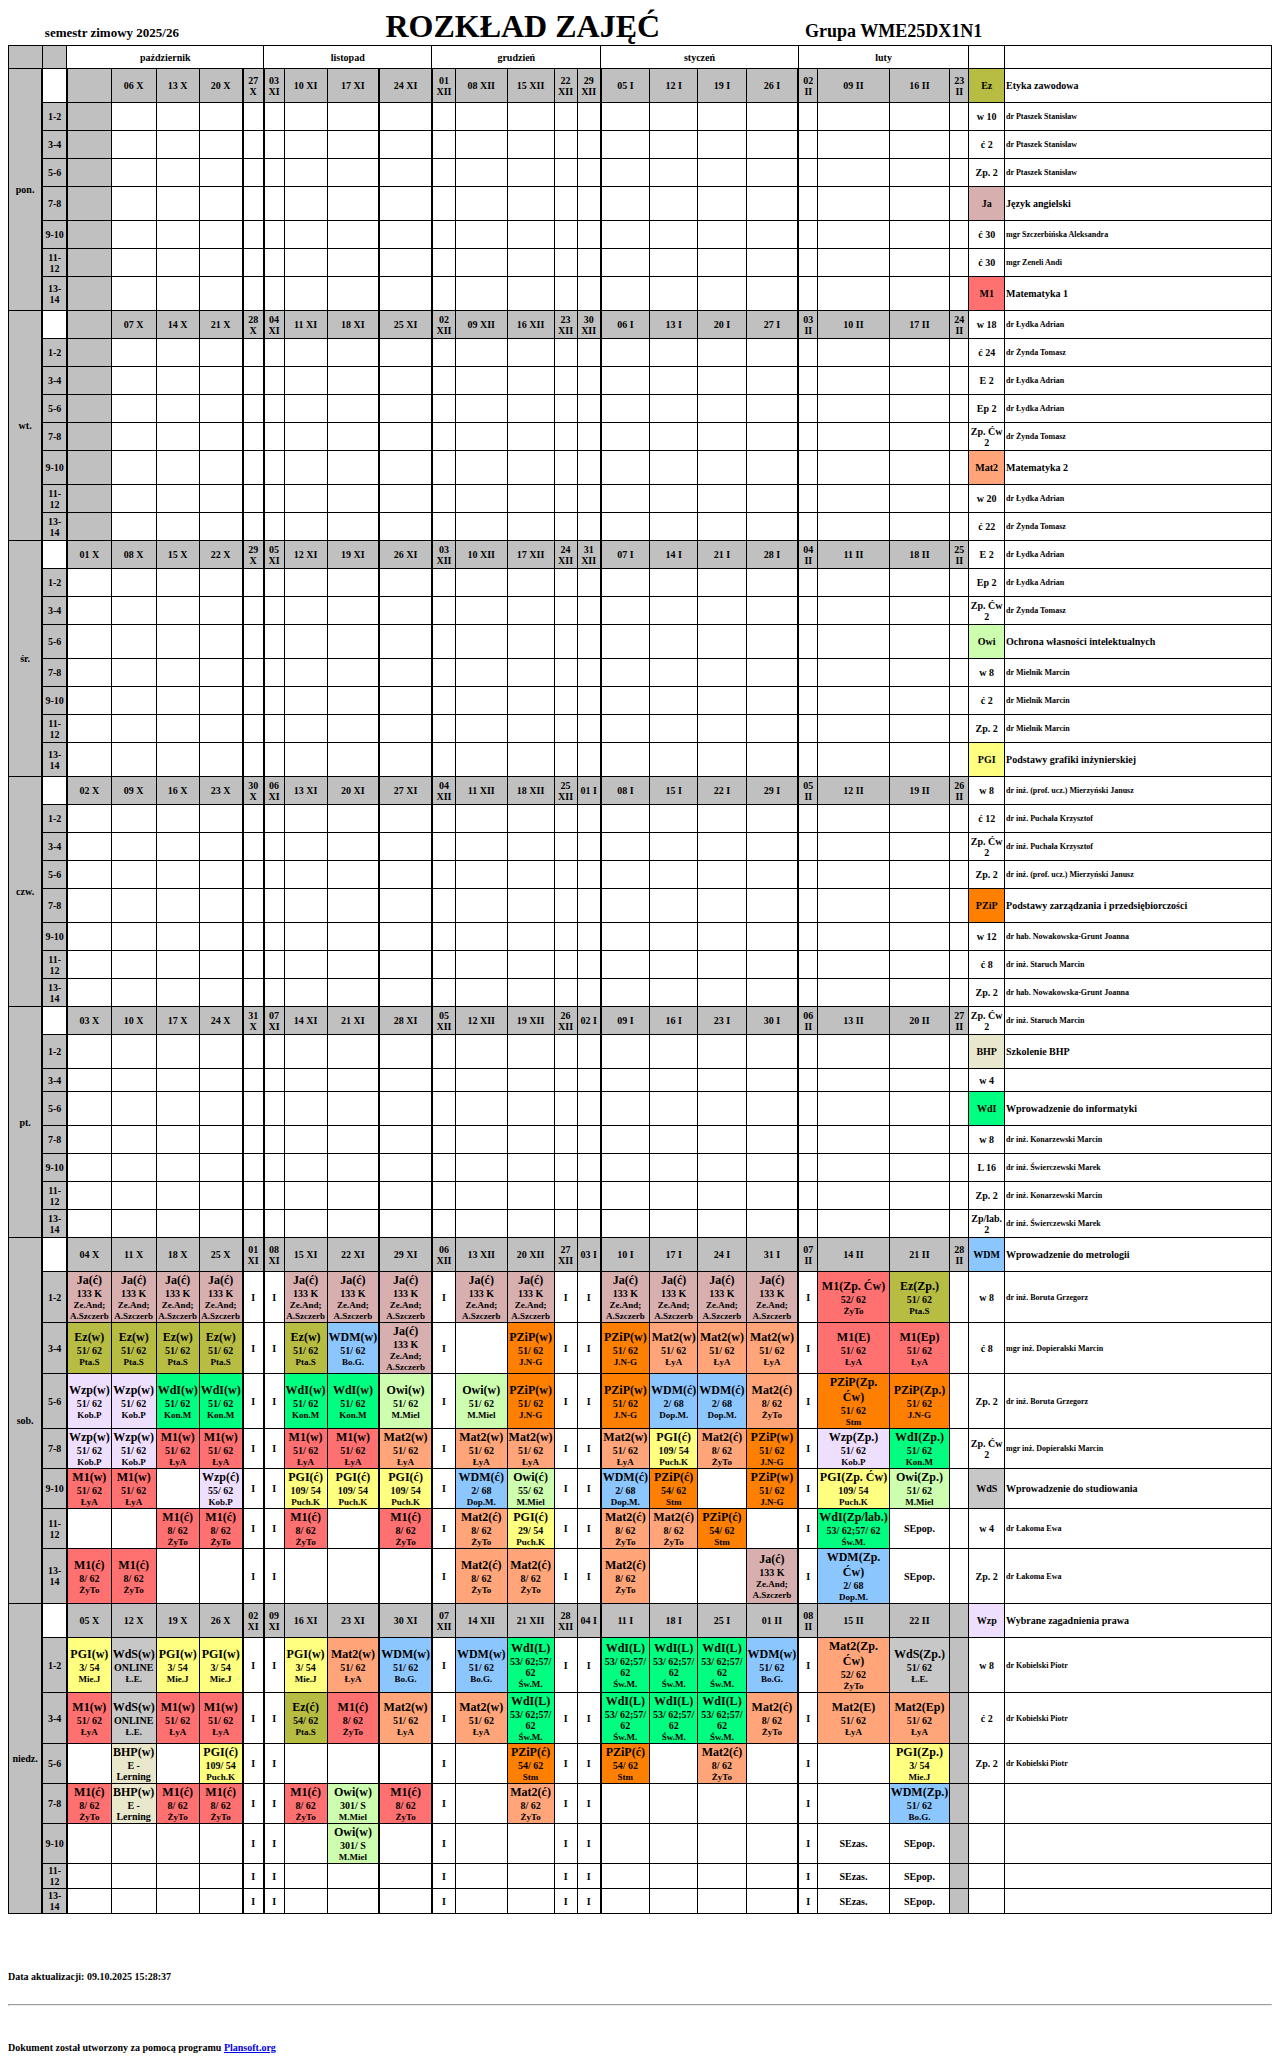 semestr zimowy 2025/26 ROZKŁAD ZAJĘĆ Grupa WME25DX1N1
październik listopad grudzień styczeń luty
pon. 06 X 13 X 20 X 27 X 03 XI 10 XI 17 XI 24 XI 01 XII 08 XII 15 XII 22 XII 29 XII 05 I 12 I 19 I 26 I 02 II 09 II 16 II 23 II Ez Etyka zawodowa
1-2 w 10 dr Ptaszek Stanisław
3-4 ć 2 dr Ptaszek Stanisław
5-6 Zp. 2 dr Ptaszek Stanisław
7-8 Ja Język angielski
9-10 ć 30 mgr Szczerbińska Aleksandra
11-12 ć 30 mgr Zeneli Andi
13-14 M1 Matematyka 1
wt. 07 X 14 X 21 X 28 X 04 XI 11 XI 18 XI 25 XI 02 XII 09 XII 16 XII 23 XII 30 XII 06 I 13 I 20 I 27 I 03 II 10 II 17 II 24 II w 18 dr Łydka Adrian
1-2 ć 24 dr Żynda Tomasz
3-4 E 2 dr Łydka Adrian
5-6 Ep 2 dr Łydka Adrian
7-8 Zp. Ćw 2 dr Żynda Tomasz
9-10 Mat2 Matematyka 2
11-12 w 20 dr Łydka Adrian
13-14 ć 22 dr Żynda Tomasz
śr. 01 X 08 X 15 X 22 X 29 X 05 XI 12 XI 19 XI 26 XI 03 XII 10 XII 17 XII 24 XII 31 XII 07 I 14 I 21 I 28 I 04 II 11 II 18 II 25 II E 2 dr Łydka Adrian
1-2 Ep 2 dr Łydka Adrian
3-4 Zp. Ćw 2 dr Żynda Tomasz
5-6 Owi Ochrona własności intelektualnych
7-8 w 8 dr Mielnik Marcin
9-10 ć 2 dr Mielnik Marcin
11-12 Zp. 2 dr Mielnik Marcin
13-14 PGI Podstawy grafiki inżynierskiej
czw. 02 X 09 X 16 X 23 X 30 X 06 XI 13 XI 20 XI 27 XI 04 XII 11 XII 18 XII 25 XII 01 I 08 I 15 I 22 I 29 I 05 II 12 II 19 II 26 II w 8 dr inż. (prof. ucz.) Mierzyński Janusz
1-2 ć 12 dr inż. Puchała Krzysztof
3-4 Zp. Ćw 2 dr inż. Puchała Krzysztof
5-6 Zp. 2 dr inż. (prof. ucz.) Mierzyński Janusz
7-8 PZiP Podstawy zarządzania i przedsiębiorczości
9-10 w 12 dr hab. Nowakowska-Grunt Joanna
11-12 ć 8 dr inż. Staruch Marcin
13-14 Zp. 2 dr hab. Nowakowska-Grunt Joanna
pt. 03 X 10 X 17 X 24 X 31 X 07 XI 14 XI 21 XI 28 XI 05 XII 12 XII 19 XII 26 XII 02 I 09 I 16 I 23 I 30 I 06 II 13 II 20 II 27 II Zp. Ćw 2 dr inż. Staruch Marcin
1-2 BHP Szkolenie BHP
3-4 w 4
5-6 WdI Wprowadzenie do informatyki
7-8 w 8 dr inż. Konarzewski Marcin
9-10 L 16 dr inż. Świerczewski Marek
11-12 Zp. 2 dr inż. Konarzewski Marcin
13-14 Zp/lab. 2 dr inż. Świerczewski Marek
sob. 04 X 11 X 18 X 25 X 01 XI 08 XI 15 XI 22 XI 29 XI 06 XII 13 XII 20 XII 27 XII 03 I 10 I 17 I 24 I 31 I 07 II 14 II 21 II 28 II WDM Wprowadzenie do metrologii
1-2 Ja(ć) 133 K Ze.And; A.Szczerb Ja(ć) 133 K Ze.And; A.Szczerb Ja(ć) 133 K Ze.And; A.Szczerb Ja(ć) 133 K Ze.And; A.Szczerb I I Ja(ć) 133 K Ze.And; A.Szczerb Ja(ć) 133 K Ze.And; A.Szczerb Ja(ć) 133 K Ze.And; A.Szczerb I Ja(ć) 133 K Ze.And; A.Szczerb Ja(ć) 133 K Ze.And; A.Szczerb I I Ja(ć) 133 K Ze.And; A.Szczerb Ja(ć) 133 K Ze.And; A.Szczerb Ja(ć) 133 K Ze.And; A.Szczerb Ja(ć) 133 K Ze.And; A.Szczerb I M1(Zp. Ćw) 52/ 62 ŻyTo Ez(Zp.) 51/ 62 Pta.S w 8 dr inż. Boruta Grzegorz
3-4 Ez(w) 51/ 62 Pta.S Ez(w) 51/ 62 Pta.S Ez(w) 51/ 62 Pta.S Ez(w) 51/ 62 Pta.S I I Ez(w) 51/ 62 Pta.S WDM(w) 51/ 62 Bo.G. Ja(ć) 133 K Ze.And; A.Szczerb I PZiP(w) 51/ 62 J.N-G I I PZiP(w) 51/ 62 J.N-G Mat2(w) 51/ 62 ŁyA Mat2(w) 51/ 62 ŁyA Mat2(w) 51/ 62 ŁyA I M1(E) 51/ 62 ŁyA M1(Ep) 51/ 62 ŁyA ć 8 mgr inż. Dopieralski Marcin
5-6 Wzp(w) 51/ 62 Kob.P Wzp(w) 51/ 62 Kob.P WdI(w) 51/ 62 Kon.M WdI(w) 51/ 62 Kon.M I I WdI(w) 51/ 62 Kon.M WdI(w) 51/ 62 Kon.M Owi(w) 51/ 62 M.Miel I Owi(w) 51/ 62 M.Miel PZiP(w) 51/ 62 J.N-G I I PZiP(w) 51/ 62 J.N-G WDM(ć) 2/ 68 Dop.M. WDM(ć) 2/ 68 Dop.M. Mat2(ć) 8/ 62 ŻyTo I PZiP(Zp. Ćw) 51/ 62 Stm PZiP(Zp.) 51/ 62 J.N-G Zp. 2 dr inż. Boruta Grzegorz
7-8 Wzp(w) 51/ 62 Kob.P Wzp(w) 51/ 62 Kob.P M1(w) 51/ 62 ŁyA M1(w) 51/ 62 ŁyA I I M1(w) 51/ 62 ŁyA M1(w) 51/ 62 ŁyA Mat2(w) 51/ 62 ŁyA I Mat2(w) 51/ 62 ŁyA Mat2(w) 51/ 62 ŁyA I I Mat2(w) 51/ 62 ŁyA PGI(ć) 109/ 54 Puch.K Mat2(ć) 8/ 62 ŻyTo PZiP(w) 51/ 62 J.N-G I Wzp(Zp.) 51/ 62 Kob.P WdI(Zp.) 51/ 62 Kon.M Zp. Ćw 2 mgr inż. Dopieralski Marcin
9-10 M1(w) 51/ 62 ŁyA M1(w) 51/ 62 ŁyA Wzp(ć) 55/ 62 Kob.P I I PGI(ć) 109/ 54 Puch.K PGI(ć) 109/ 54 Puch.K PGI(ć) 109/ 54 Puch.K I WDM(ć) 2/ 68 Dop.M. Owi(ć) 55/ 62 M.Miel I I WDM(ć) 2/ 68 Dop.M. PZiP(ć) 54/ 62 Stm PZiP(w) 51/ 62 J.N-G I PGI(Zp. Ćw) 109/ 54 Puch.K Owi(Zp.) 51/ 62 M.Miel WdS Wprowadzenie do studiowania
11-12 M1(ć) 8/ 62 ŻyTo M1(ć) 8/ 62 ŻyTo I I M1(ć) 8/ 62 ŻyTo M1(ć) 8/ 62 ŻyTo I Mat2(ć) 8/ 62 ŻyTo PGI(ć) 29/ 54 Puch.K I I Mat2(ć) 8/ 62 ŻyTo Mat2(ć) 8/ 62 ŻyTo PZiP(ć) 54/ 62 Stm I WdI(Zp/lab.) 53/ 62;57/ 62 Św.M. SEpop. w 4 dr Łakoma Ewa
13-14 M1(ć) 8/ 62 ŻyTo M1(ć) 8/ 62 ŻyTo I I I Mat2(ć) 8/ 62 ŻyTo Mat2(ć) 8/ 62 ŻyTo I I Mat2(ć) 8/ 62 ŻyTo Ja(ć) 133 K Ze.And; A.Szczerb I WDM(Zp. Ćw) 2/ 68 Dop.M. SEpop. Zp. 2 dr Łakoma Ewa
niedz. 05 X 12 X 19 X 26 X 02 XI 09 XI 16 XI 23 XI 30 XI 07 XII 14 XII 21 XII 28 XII 04 I 11 I 18 I 25 I 01 II 08 II 15 II 22 II Wzp Wybrane zagadnienia prawa
1-2 PGI(w) 3/ 54 Mie.J WdS(w) ONLINE Ł.E. PGI(w) 3/ 54 Mie.J PGI(w) 3/ 54 Mie.J I I PGI(w) 3/ 54 Mie.J Mat2(w) 51/ 62 ŁyA WDM(w) 51/ 62 Bo.G. I WDM(w) 51/ 62 Bo.G. WdI(L) 53/ 62;57/ 62 Św.M. I I WdI(L) 53/ 62;57/ 62 Św.M. WdI(L) 53/ 62;57/ 62 Św.M. WdI(L) 53/ 62;57/ 62 Św.M. WDM(w) 51/ 62 Bo.G. I Mat2(Zp. Ćw) 52/ 62 ŻyTo WdS(Zp.) 51/ 62 Ł.E. w 8 dr Kobielski Piotr
3-4 M1(w) 51/ 62 ŁyA WdS(w) ONLINE Ł.E. M1(w) 51/ 62 ŁyA M1(w) 51/ 62 ŁyA I I Ez(ć) 54/ 62 Pta.S M1(ć) 8/ 62 ŻyTo Mat2(w) 51/ 62 ŁyA I Mat2(w) 51/ 62 ŁyA WdI(L) 53/ 62;57/ 62 Św.M. I I WdI(L) 53/ 62;57/ 62 Św.M. WdI(L) 53/ 62;57/ 62 Św.M. WdI(L) 53/ 62;57/ 62 Św.M. Mat2(ć) 8/ 62 ŻyTo I Mat2(E) 51/ 62 ŁyA Mat2(Ep) 51/ 62 ŁyA ć 2 dr Kobielski Piotr
5-6 BHP(w) E - Lerning PGI(ć) 109/ 54 Puch.K I I I PZiP(ć) 54/ 62 Stm I I PZiP(ć) 54/ 62 Stm Mat2(ć) 8/ 62 ŻyTo I PGI(Zp.) 3/ 54 Mie.J Zp. 2 dr Kobielski Piotr
7-8 M1(ć) 8/ 62 ŻyTo BHP(w) E - Lerning M1(ć) 8/ 62 ŻyTo M1(ć) 8/ 62 ŻyTo I I M1(ć) 8/ 62 ŻyTo Owi(w) 301/ S M.Miel M1(ć) 8/ 62 ŻyTo I Mat2(ć) 8/ 62 ŻyTo I I I WDM(Zp.) 51/ 62 Bo.G.
9-10 I I Owi(w) 301/ S M.Miel I I I I SEzas. SEpop.
11-12 I I I I I I SEzas. SEpop.
13-14 I I I I I I SEzas. SEpop.
Data aktualizacji: 09.10.2025 15:28:37
Dokument został utworzony za pomocą programu Plansoft.org